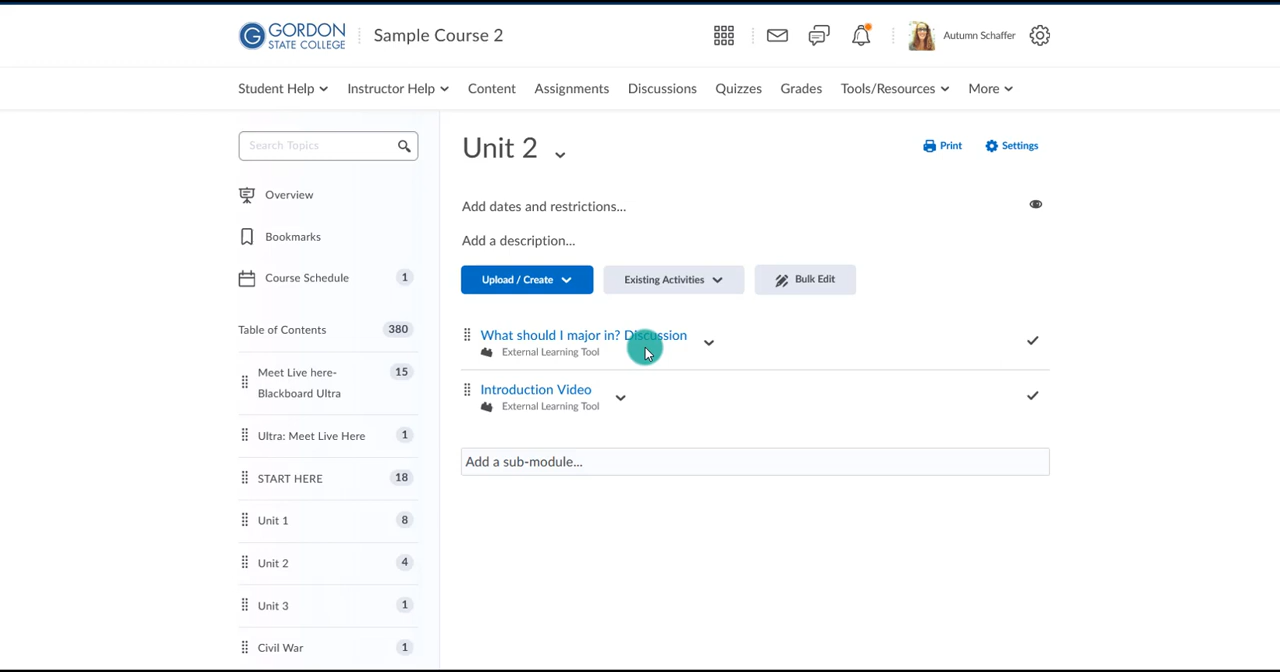 GORDON
STATE COLLEGE
Sample Course 2
Autumn Schaffer
Student Help
Instructor Help
Content
Assignments
Discussions
Quizzes
Grades
Tools/Resources
More
Search Topics
Overview
Bookmarks
Course Schedule 1
Table of Contents 380
Meet Live here- 15
Blackboard Ultra
Ultra: Meet Live Here 1
START HERE 18
Unit 1 8
Unit 2 4
Unit 3 1
Civil War 1
Unit 2
Print
Settings
Add dates and restrictions...
Add a description...
Upload / Create
Existing Activities
Bulk Edit
What should I major in? Discussion
External Learning Tool
Introduction Video
External Learning Tool
Add a sub-module...